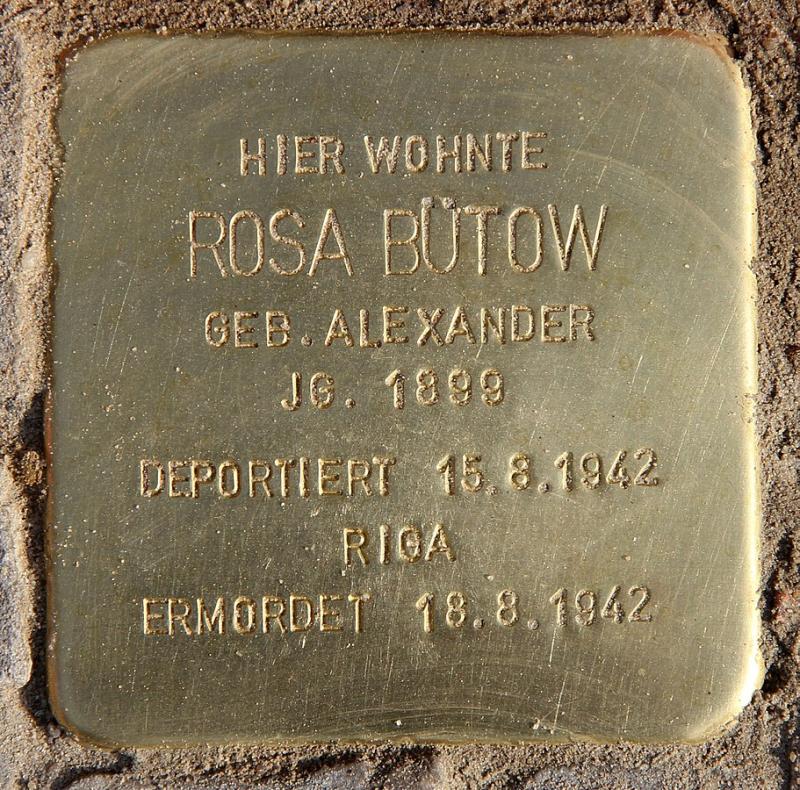 HIER WOHNTE
ROSA BÜTOW
GEB. ALEXANDER
JG. 1899
DEPORTIERT 15.8.1942
RIGA
ERMORDET 18.8.1942